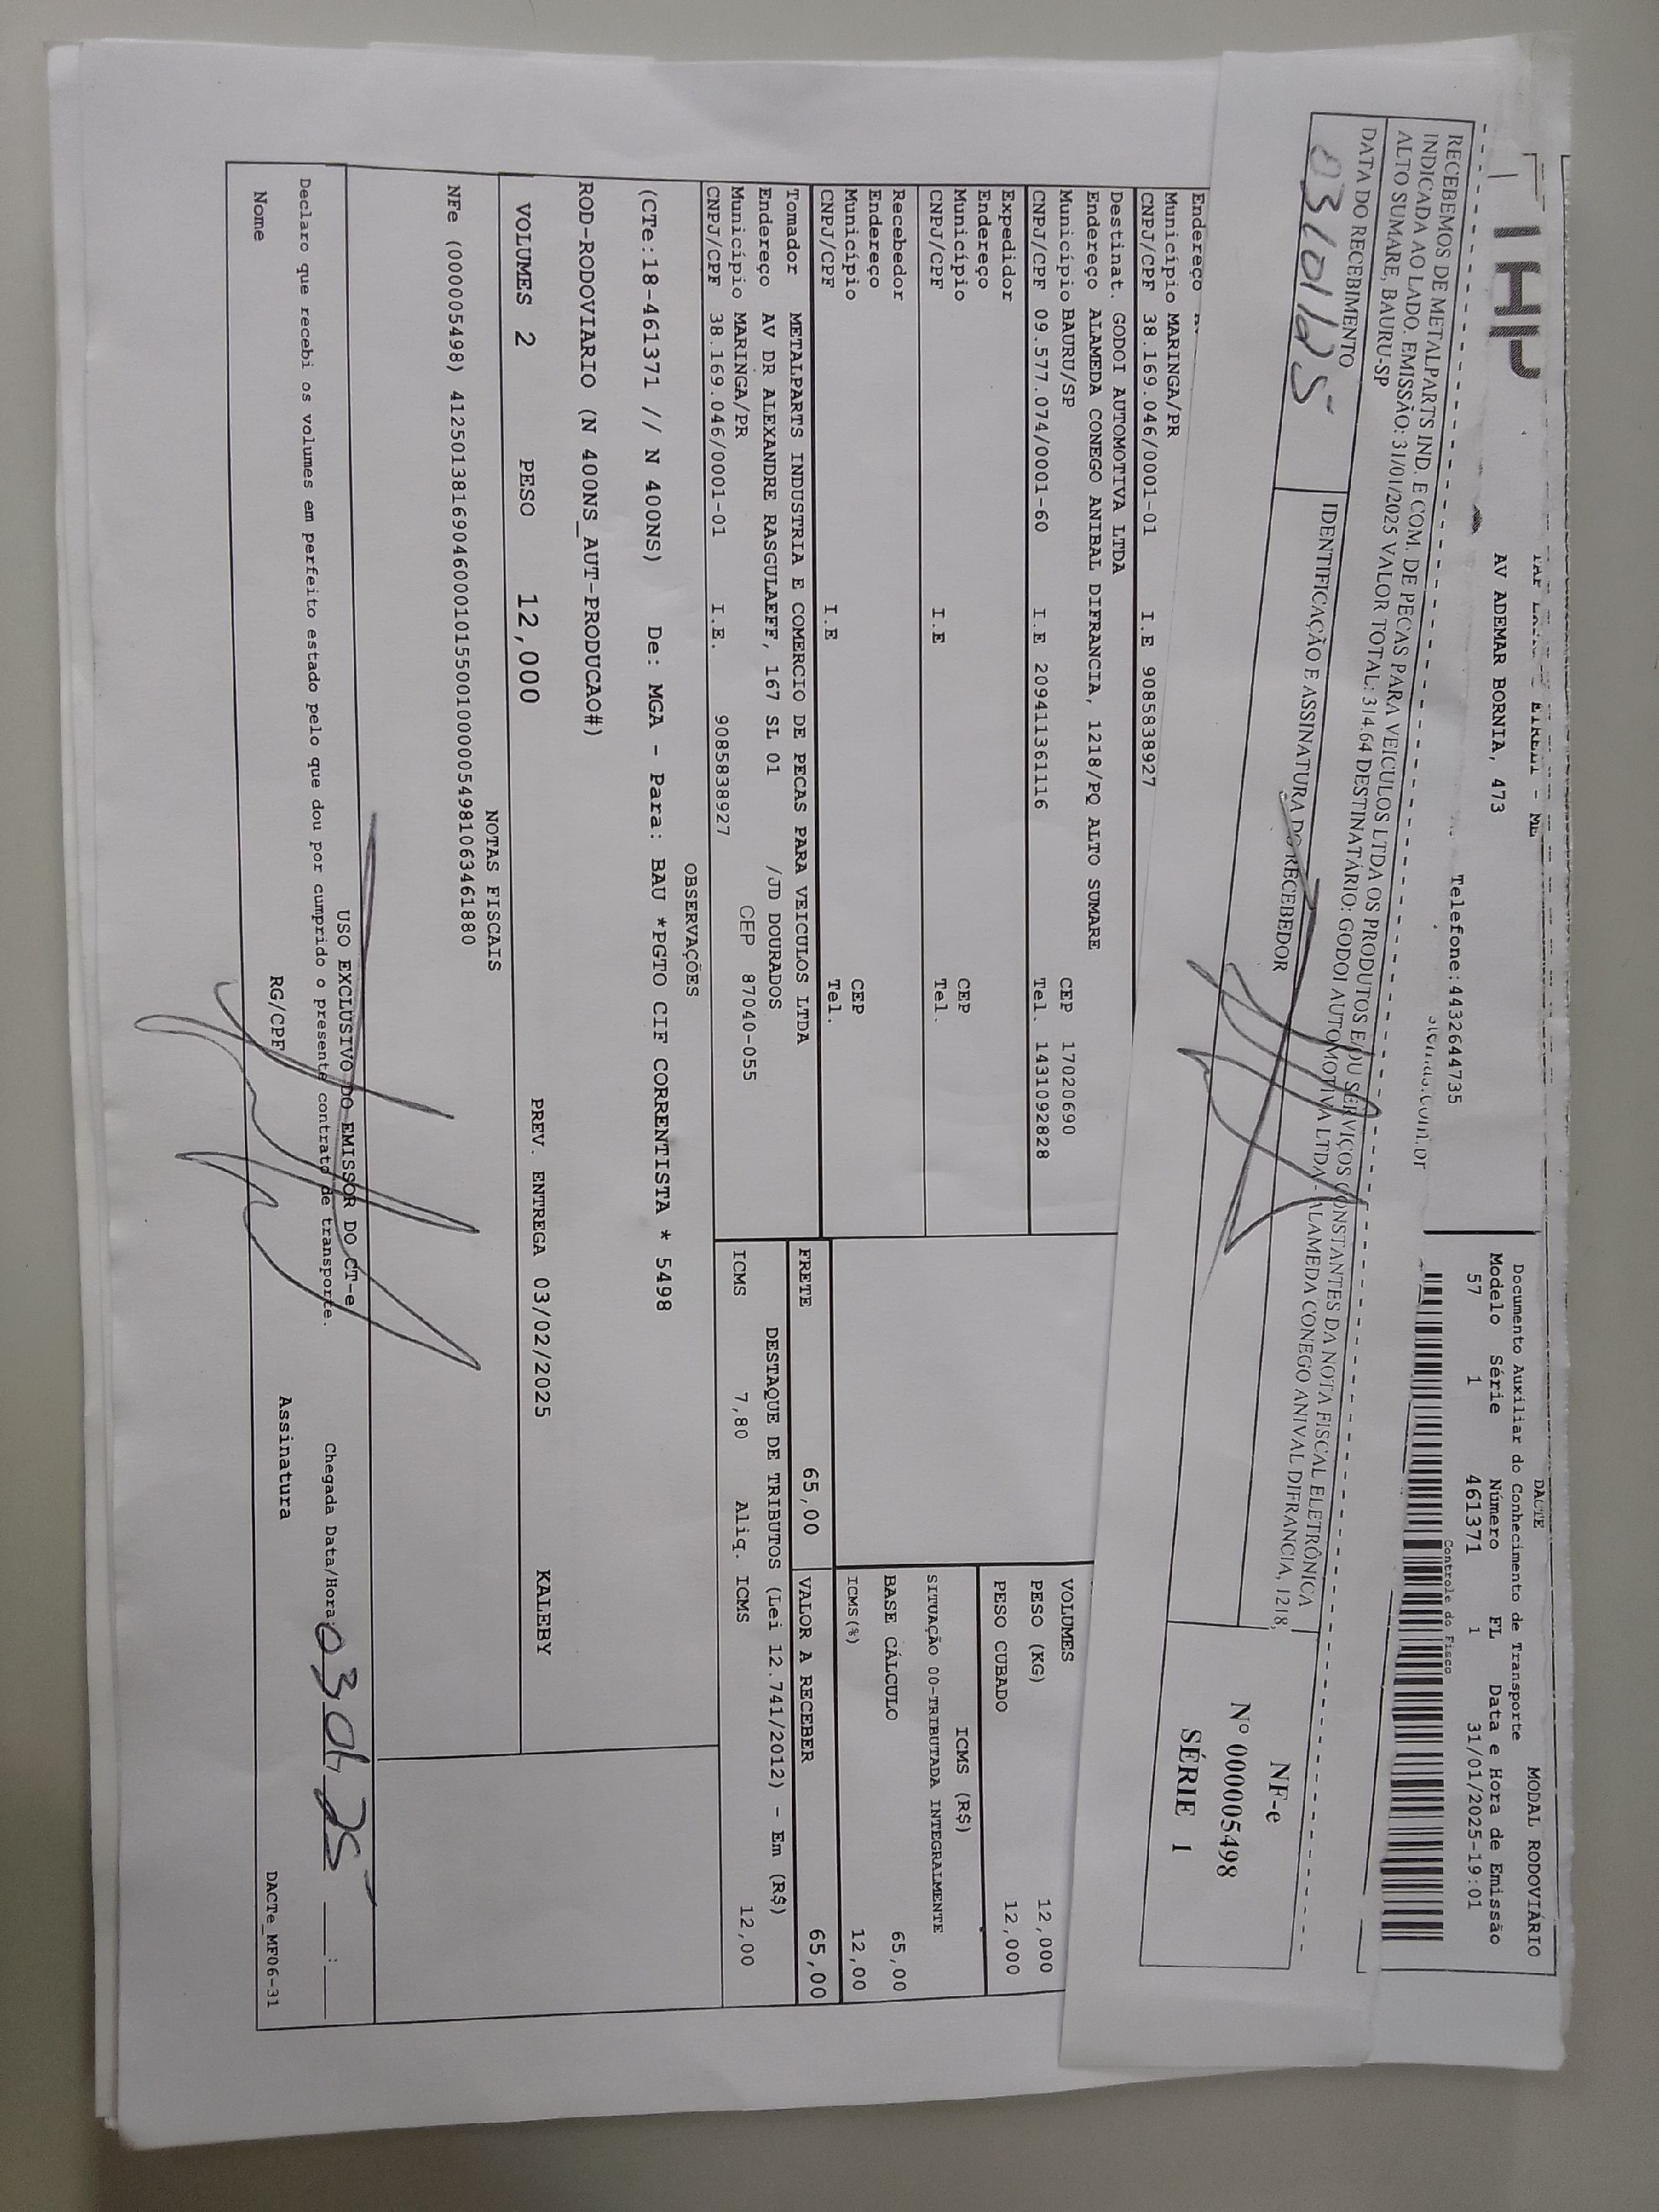 AV ADEMAR BORNIA, 473
Telefone:4432644735
DACTE
Documento Auxiliar do Conhecimento de Transporte
MODAL RODOVIÁRIO
Modelo Série Número FL Data e Hora de Emissão
57 1 461371 1 31/01/2025-19:01
Controle do Fisco
RECEBEMOS DE METALPARTS IND. E COM. DE PECAS PARA VEICULOS LTDA OS PRODUTOS E/OU SERVIÇOS CONSTANTES DA NOTA FISCAL ELETRÔNICA
INDICADA AO LADO. EMISSÃO: 31/01/2025 VALOR TOTAL: 314.64 DESTINATÁRIO: GODOI AUTOMOTIVA LTDA - ALAMEDA CONEGO ANIVAL DIFRANCIA, 1218,
ALTO SUMARE, BAURU-SP
DATA DO RECEBIMENTO
IDENTIFICAÇÃO E ASSINATURA DO RECEBEDOR
NF-e
Nº 000005498
SÉRIE 1
Endereço
Município MARINGA/PR
CNPJ/CPF 38.169.046/0001-01 I.E 9085838927
Destinat. GODOI AUTOMOTIVA LTDA
Endereço ALAMEDA CONEGO ANIBAL DIFRANCIA, 1218/PQ ALTO SUMARE
Município BAURU/SP CEP 17020690
CNPJ/CPF 09.577.074/0001-60 I.E 209411361116 Tel. 1431092828
Expedidor
Endereço
Município CEP
CNPJ/CPF I.E Tel.
Recebedor
Endereço
Município CEP
CNPJ/CPF I.E Tel.
Tomador METALPARTS INDUSTRIA E COMERCIO DE PECAS PARA VEICULOS LTDA
Endereço AV DR ALEXANDRE RASGULAEFF, 167 SL 01 /JD DOURADOS
Município MARINGA/PR CEP 87040-055
CNPJ/CPF 38.169.046/0001-01 I.E. 9085838927
VOLUMES
PESO (KG) 12,000
PESO CUBADO 12,000
ICMS (R$)
SITUAÇÃO 00-TRIBUTADA INTEGRALMENTE
BASE CÁLCULO 65,00
ICMS(%) 12,00
FRETE 65,00 VALOR A RECEBER 65,00
DESTAQUE DE TRIBUTOS (Lei 12.741/2012) - Em (R$)
ICMS 7,80 Aliq. ICMS 12,00
OBSERVAÇÕES
(CTe:18-461371 // N 400NS) De: MGA - Para: BAU *PGTO CIF CORRENTISTA * 5498
ROD-RODOVIARIO (N 400NS_AUT-PRODUCAO#)
VOLUMES 2 PESO 12,000 PREV. ENTREGA 03/02/2025 KALEBY
NOTAS FISCAIS
NFe (000005498) 41250138169046000101550010000054981063461880
USO EXCLUSIVO DO EMISSOR DO CT-e
Declaro que recebi os volumes em perfeito estado pelo que dou por cumprido o presente contrato de transporte. Chegada Data/Hora
Nome RG/CPF Assinatura DACTe_MF06-31